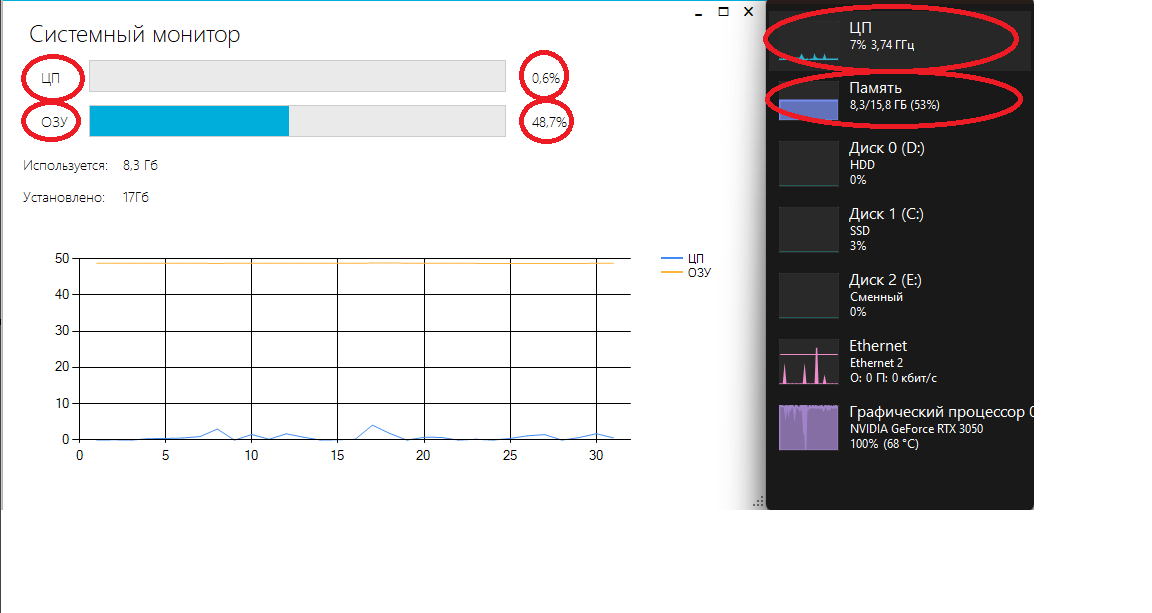 Системный монитор
ЦП 0,6%
ОЗУ 48,7%
Используется: 8,3 Гб
Установлено: 17Гб
50
40
30
20
10
0
0 5 10 15 20 25 30
ЦП
ОЗУ
ЦП
7% 3,74 ГГц
Память
8,3/15,8 ГБ (53%)
Диск 0 (D:)
HDD
0%
Диск 1 (C:)
SSD
3%
Диск 2 (E:)
Сменный
0%
Ethernet
Ethernet 2
О: 0 П: 0 кбит/с
Графический процессор 0
NVIDIA GeForce RTX 3050
100% (68 °C)